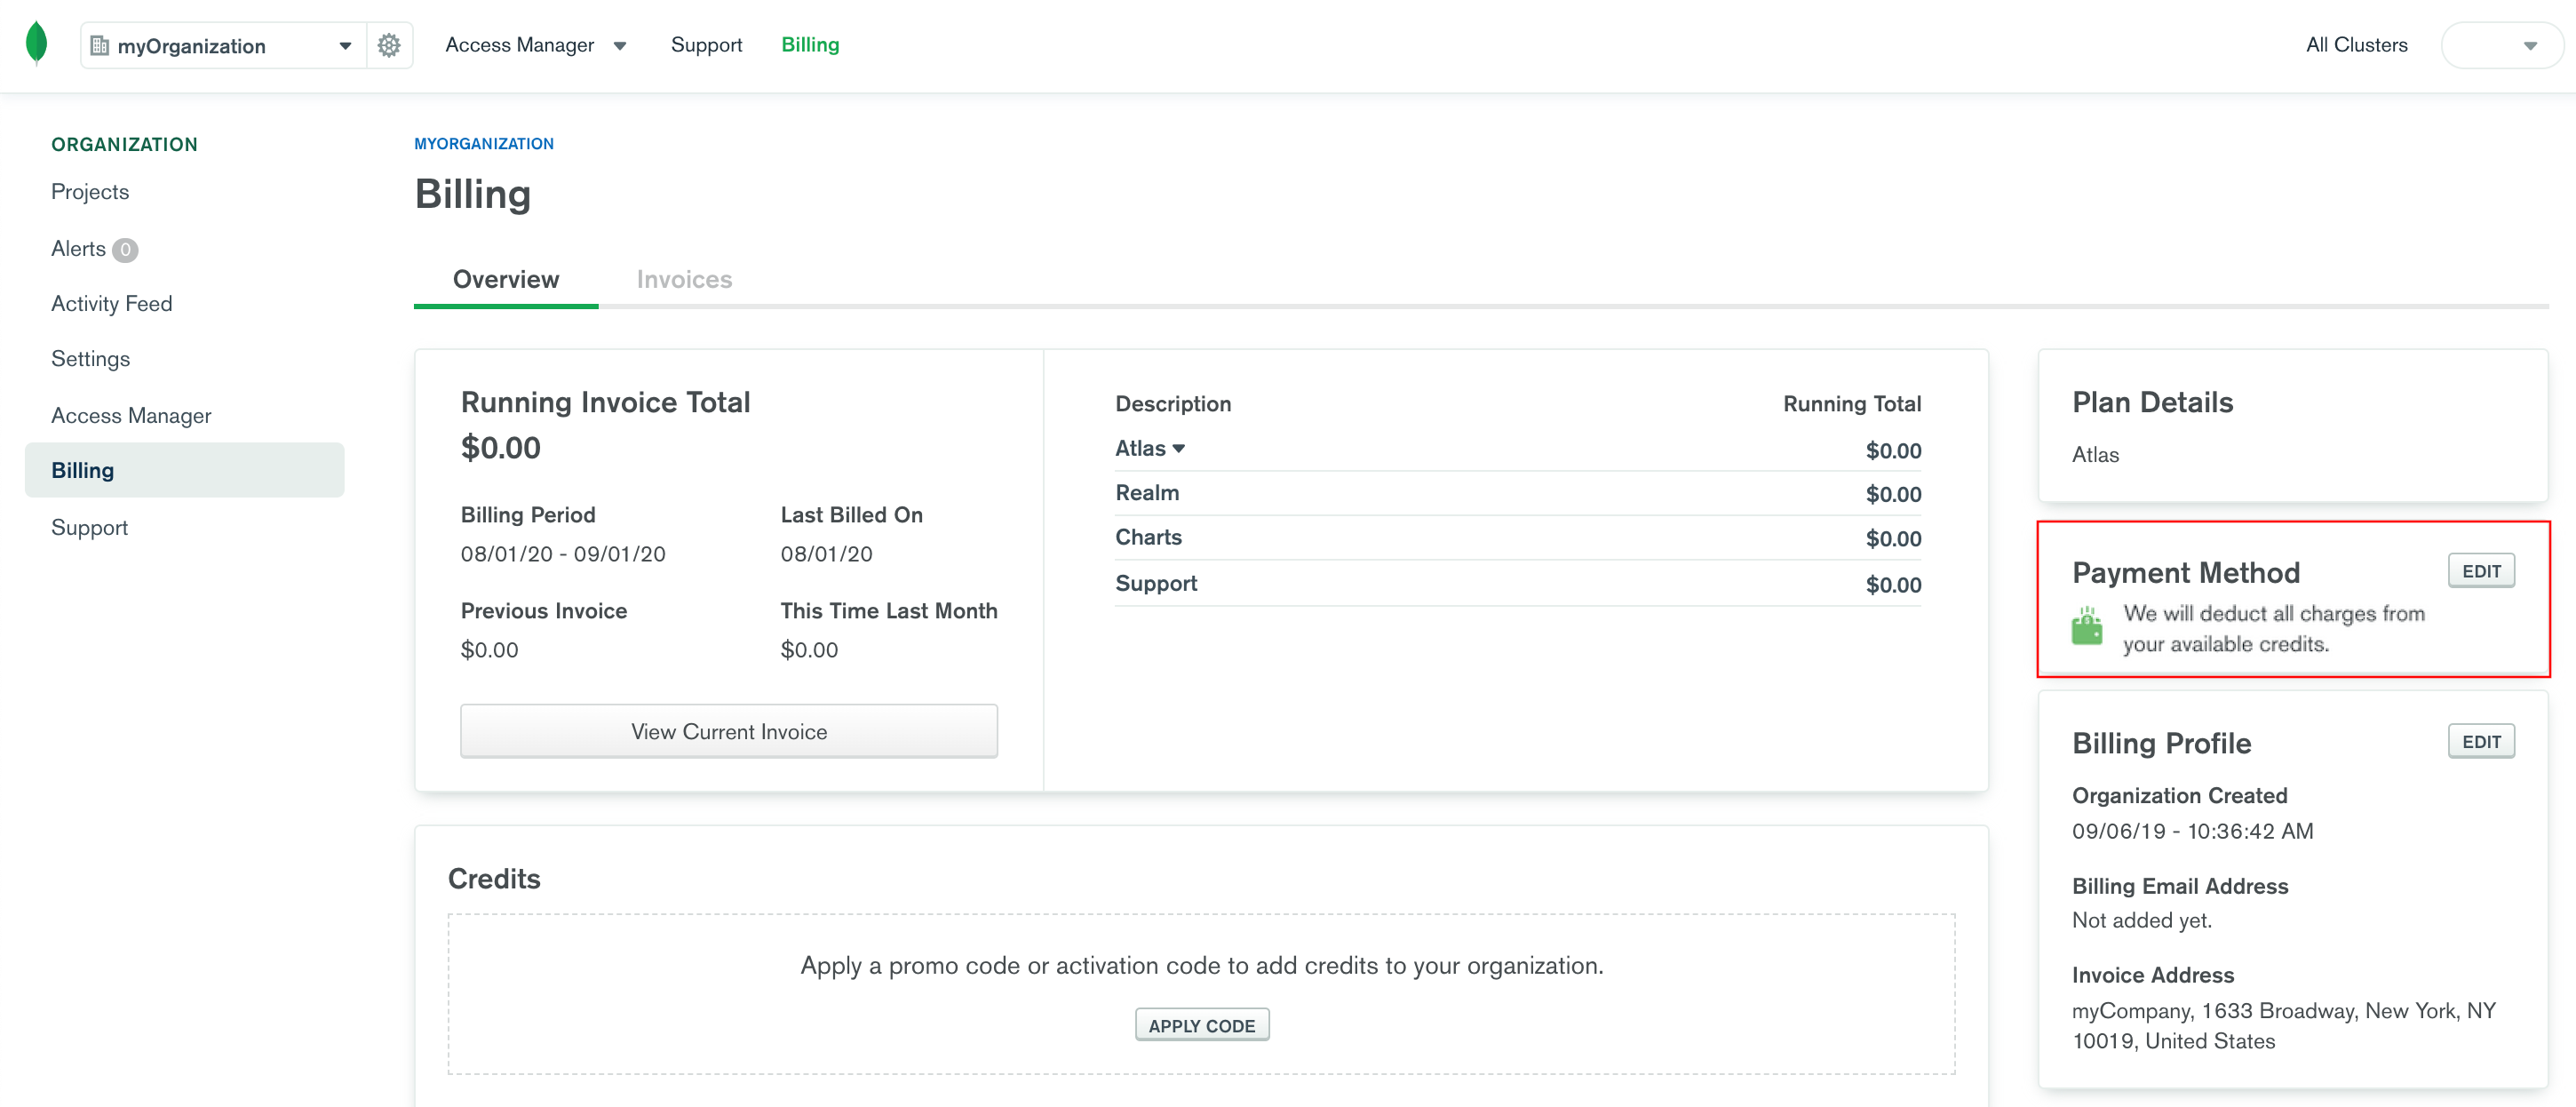 myOrganization
Access Manager
Support
Billing
All Clusters
ORGANIZATION
Projects
Alerts 0
Activity Feed
Settings
Access Manager
Billing
Support
MYORGANIZATION
Billing
Overview
Invoices
Running Invoice Total
$0.00
Billing Period
08/01/20 - 09/01/20
Last Billed On
08/01/20
Previous Invoice
$0.00
This Time Last Month
$0.00
View Current Invoice
Description Running Total
Atlas $0.00
Realm $0.00
Charts $0.00
Support $0.00
Credits
Apply a promo code or activation code to add credits to your organization.
APPLY CODE
Plan Details
Atlas
Payment Method
EDIT
We will deduct all charges from
your available credits.
Billing Profile
EDIT
Organization Created
09/06/19 - 10:36:42 AM
Billing Email Address
Not added yet.
Invoice Address
myCompany, 1633 Broadway, New York, NY
10019, United States